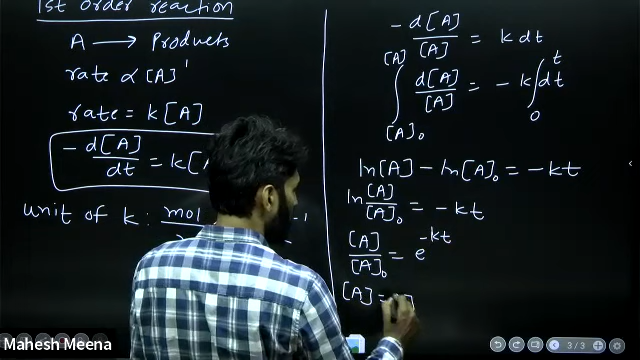 1st order reaction
A → Products
rate ∝ [A]¹
rate = k[A]
- d[A]/dt = k[A
unit of k : mol
- d[A]/[A] = k dt
∫_{[A]₀}^{[A]} d[A]/[A] = - k ∫_0^t dt
ln[A] - ln[A]₀ = - kt
ln [A]/[A]₀ = - kt
[A]/[A]₀ = e^{-kt}
[A] =
Mahesh Meena
3 / 3